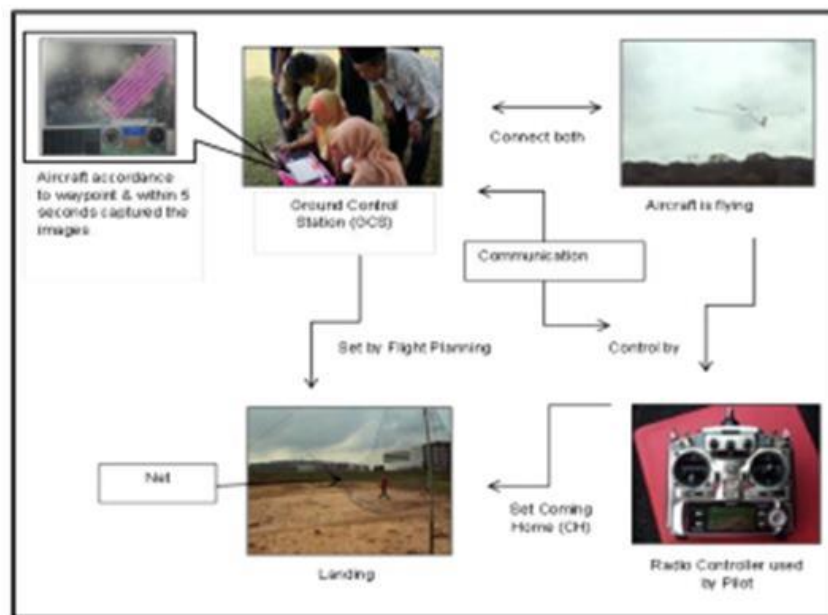 Aircraft accordance
to waypoint & within 5
seconds captured the
images
Ground Control
Station (GCS)
Connect both
Aircraft is flying
Communication
Set by Flight Planning
Control by
Net
Set Coming
Home (CH)
Landing
Radio Controller used
by Pilot